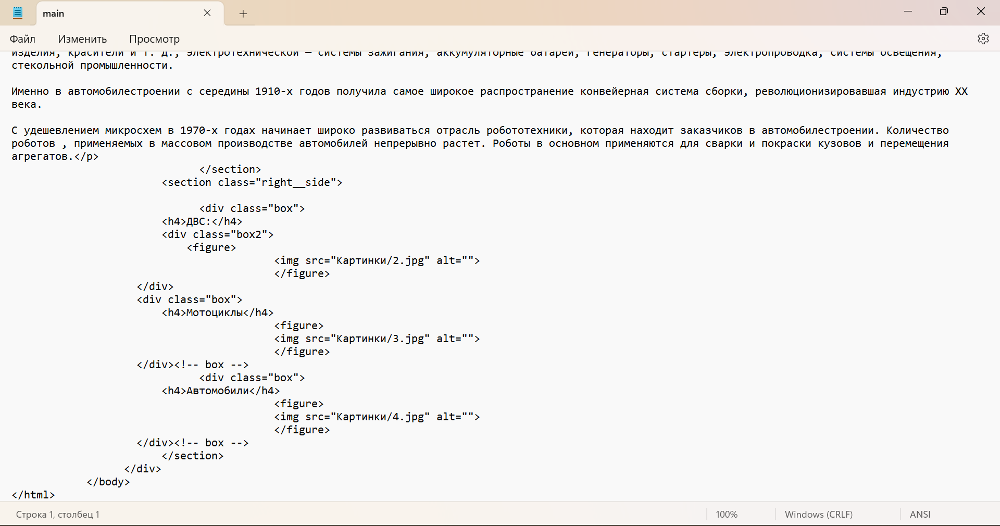 main
Файл Изменить Просмотр
изделия, красители и т. д., электротехнической — системы зажигания, аккумуляторные батареи, генераторы, стартеры, электропроводка, системы освещения,
стекольной промышленности.
Именно в автомобилестроении с середины 1910-х годов получила самое широкое распространение конвейерная система сборки, революционизировавшая индустрию XX
века.
С удешевлением микросхем в 1970-х годах начинает широко развиваться отрасль робототехники, которая находит заказчиков в автомобилестроении. Количество
роботов , применяемых в массовом производстве автомобилей непрерывно растет. Роботы в основном применяются для сварки и покраски кузовов и перемещения
агрегатов.</p>
</section>
<section class="right__side">
<div class="box">
<h4>ДВС:</h4>
<div class="box2">
<figure>
<img src="Картинки/2.jpg" alt="">
</figure>
</div>
<div class="box">
<h4>Мотоциклы</h4>
<figure>
<img src="Картинки/3.jpg" alt="">
</figure>
</div><!-- box -->
<div class="box">
<h4>Автомобили</h4>
<figure>
<img src="Картинки/4.jpg" alt="">
</figure>
</div><!-- box -->
</section>
</div>
</body>
</html>
Строка 1, столбец 1 100% Windows (CRLF) ANSI